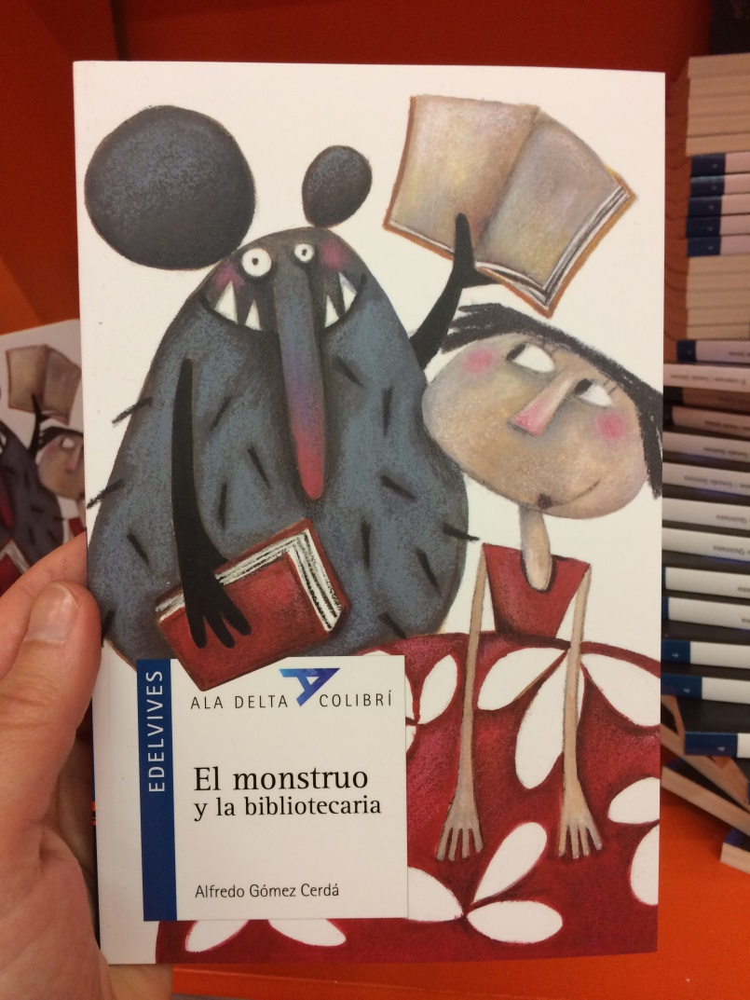 EDELVIVES
ALA DELTA COLIBRÍ
El monstruo
y la bibliotecaria
Alfredo Gómez Cerdá